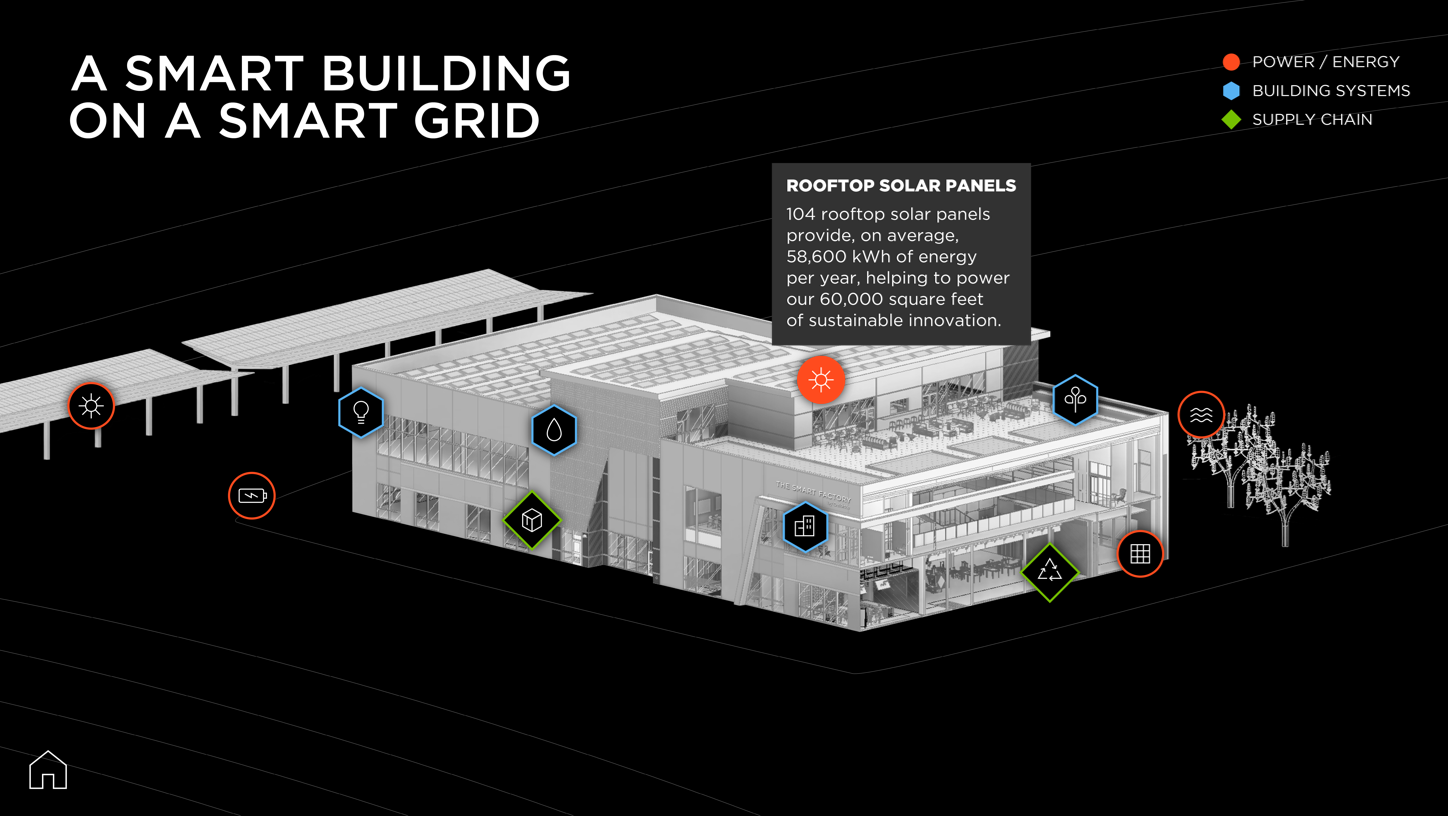 A SMART BUILDING
ON A SMART GRID
POWER / ENERGY
BUILDING SYSTEMS
SUPPLY CHAIN
ROOFTOP SOLAR PANELS
104 rooftop solar panels
provide, on average,
58,600 kWh of energy
per year, helping to power
our 60,000 square feet
of sustainable innovation.
THE SMART FACTORY